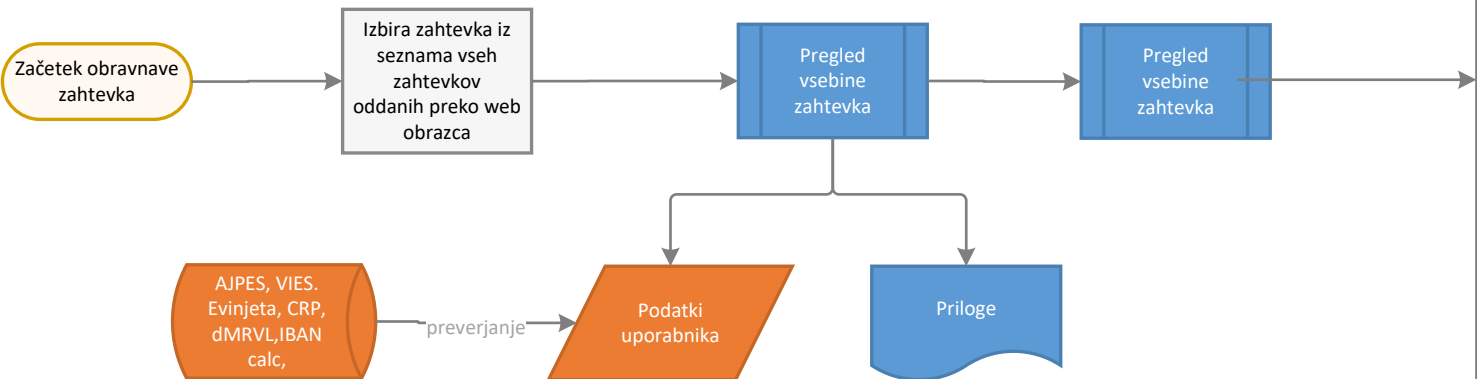 Začetek obravnave
zahtevka
Izbira zahtevka iz
seznama vseh
zahtevkov
oddanih preko web
obrazca
Pregled
vsebine
zahtevka
Pregled
vsebine
zahtevka
AJPES, VIES.
Evinjeta, CRP,
dMRVL,IBAN
calc,
preverjanje
Podatki
uporabnika
Priloge